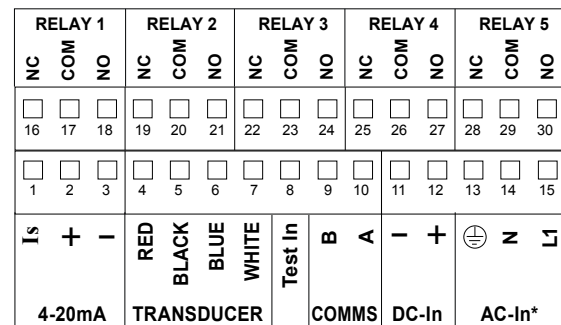 RELAY 1 RELAY 2 RELAY 3 RELAY 4 RELAY 5
NC COM NO NC COM NO NC COM NO NC COM NO NC COM NO
16 17 18 19 20 21 22 23 24 25 26 27 28 29 30
1 2 3 4 5 6 7 8 9 10 11 12 13 14 15
Is + − RED BLACK BLUE WHITE Test In B A − + N L1
4-20mA TRANSDUCER COMMS DC-In AC-In*